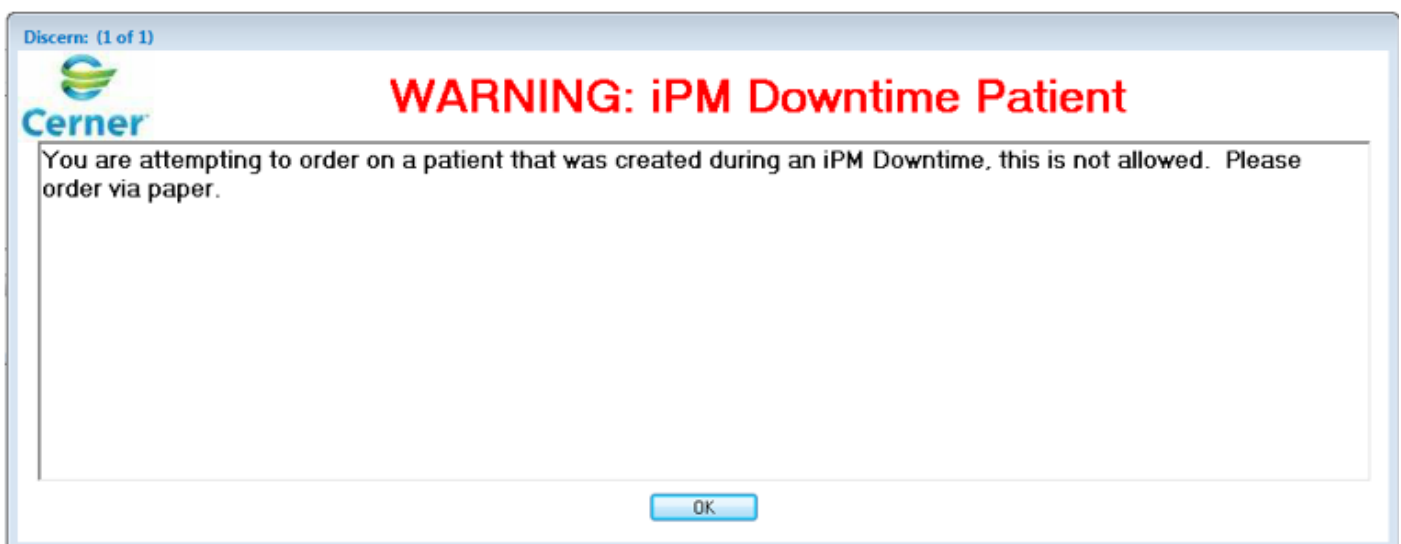 Discern: (1 of 1)
Cerner
WARNING: iPM Downtime Patient
You are attempting to order on a patient that was created during an iPM Downtime, this is not allowed.  Please
order via paper.
OK